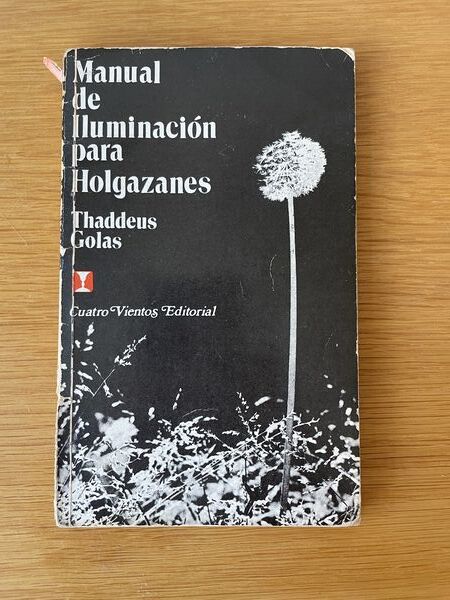 Manual
de
Iluminación
para
Holgazanes
Thaddeus
Golas
Cuatro Vientos Editorial